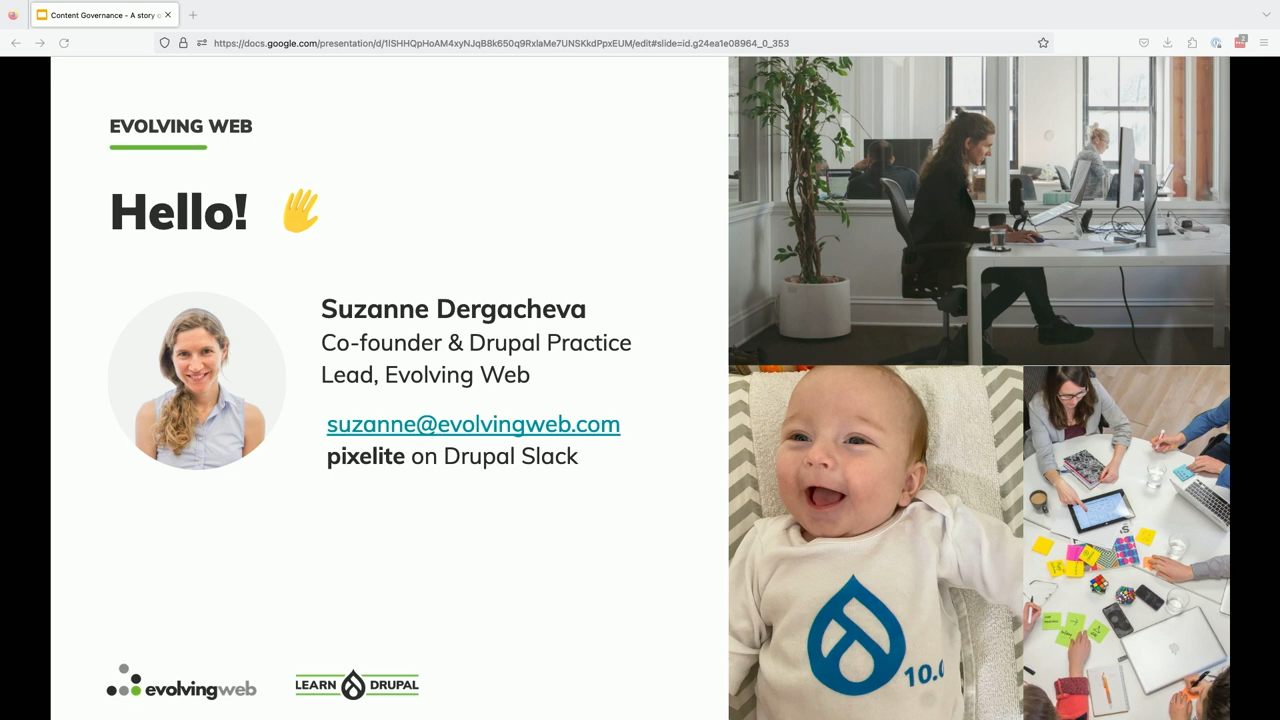 Content Governance - A story o
https://docs.google.com/presentation/d/1lSHHQpHoAM4xyNJqB8k650q9RxlaMe7UNSKkdPpxEUM/edit#slide=id.g24ea1e08964_0_353
EVOLVING WEB
Hello!
Suzanne Dergacheva
Co-founder & Drupal Practice
Lead, Evolving Web
suzanne@evolvingweb.com
pixelite on Drupal Slack
evolvingweb
LEARN DRUPAL
10.0